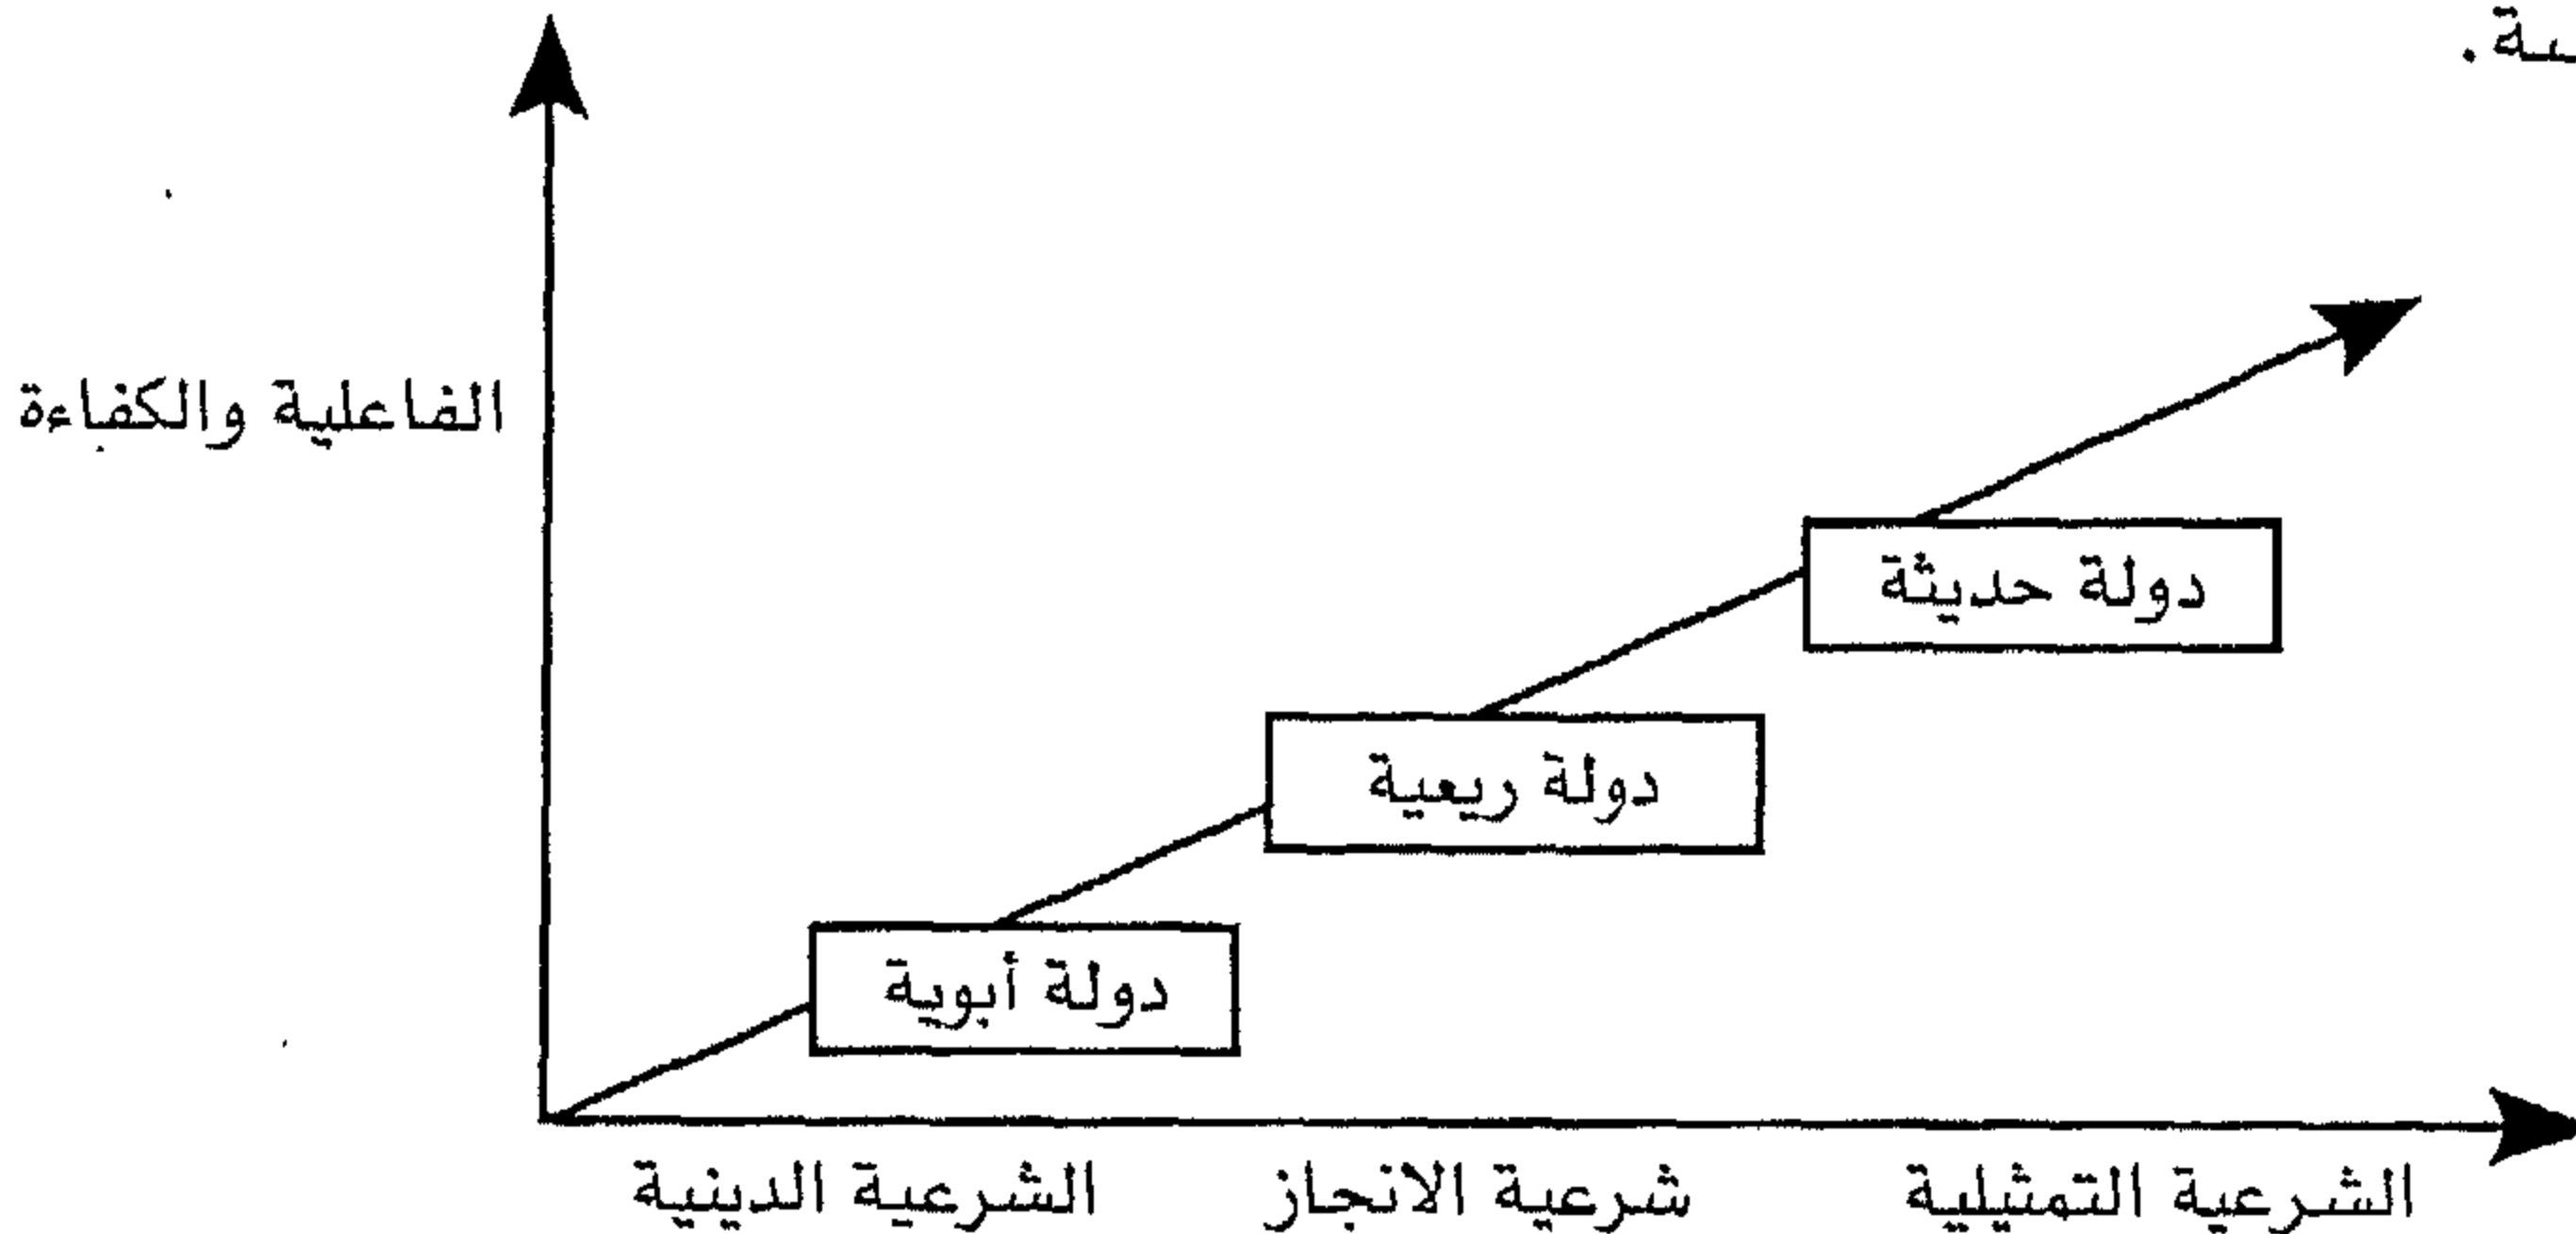 الفاعلية والكفاءة
دولة حديثة
دولة ريعية
دولة أبوية
الشرعية الدينية
شرعية الانجاز
الشرعية التمثيلية